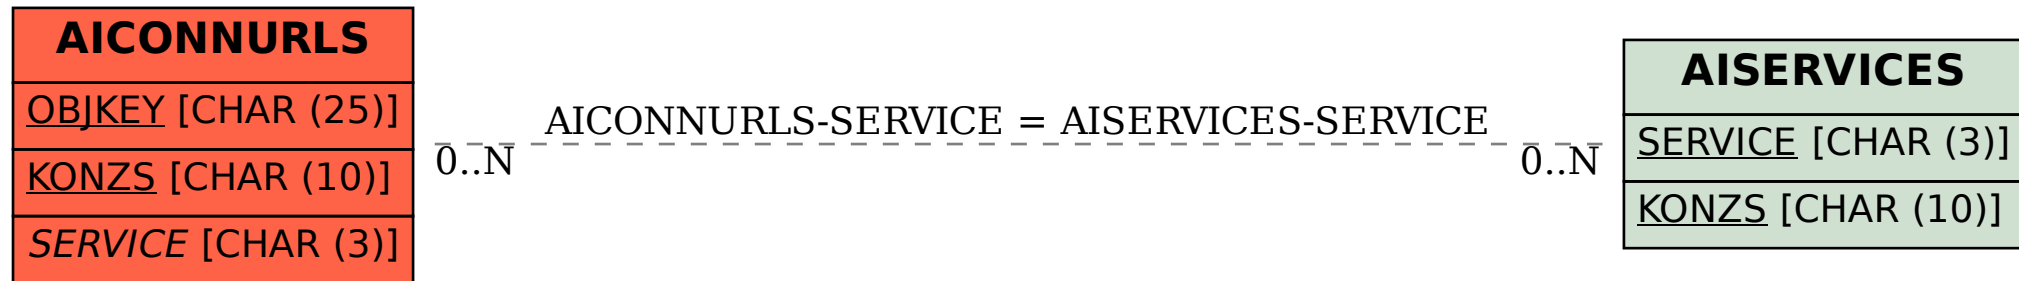 AICONNURLS
OBJKEY [CHAR (25)]
KONZS [CHAR (10)]
SERVICE [CHAR (3)]
AICONNURLS-SERVICE = AISERVICES-SERVICE
0..N
0..N
AISERVICES
SERVICE [CHAR (3)]
KONZS [CHAR (10)]